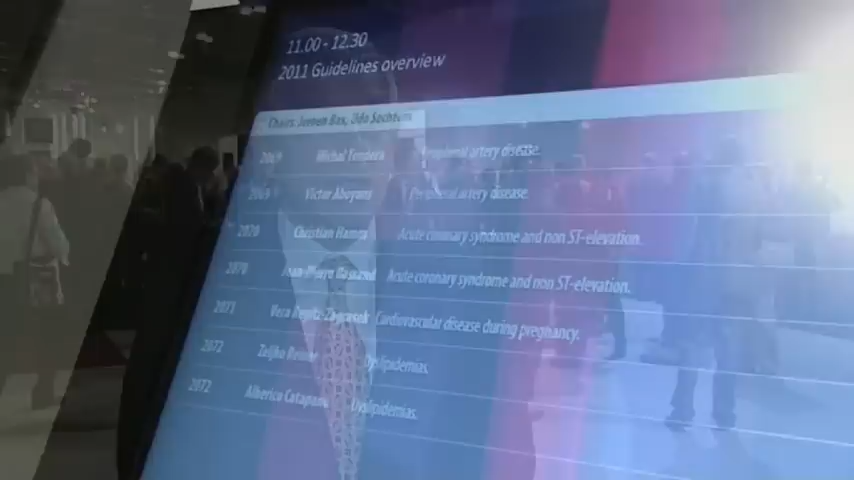 11.00 - 12.30
2011 Guidelines overview
Chairs: Jeroen Bax, Udo Sechtem
2069 Michal Tendera Peripheral artery disease.
2069 Victor Aboyans Peripheral artery disease.
2070 Christian Hamm Acute coronary syndrome and non ST-elevation.
2070 Jean-Pierre Bassand Acute coronary syndrome and non ST-elevation.
2071 Vera Regitz-Zagrosek Cardiovascular disease during pregnancy.
2072 Zeljko Reiner Dyslipidemias.
2072 Alberico Catapano Dyslipidemias.